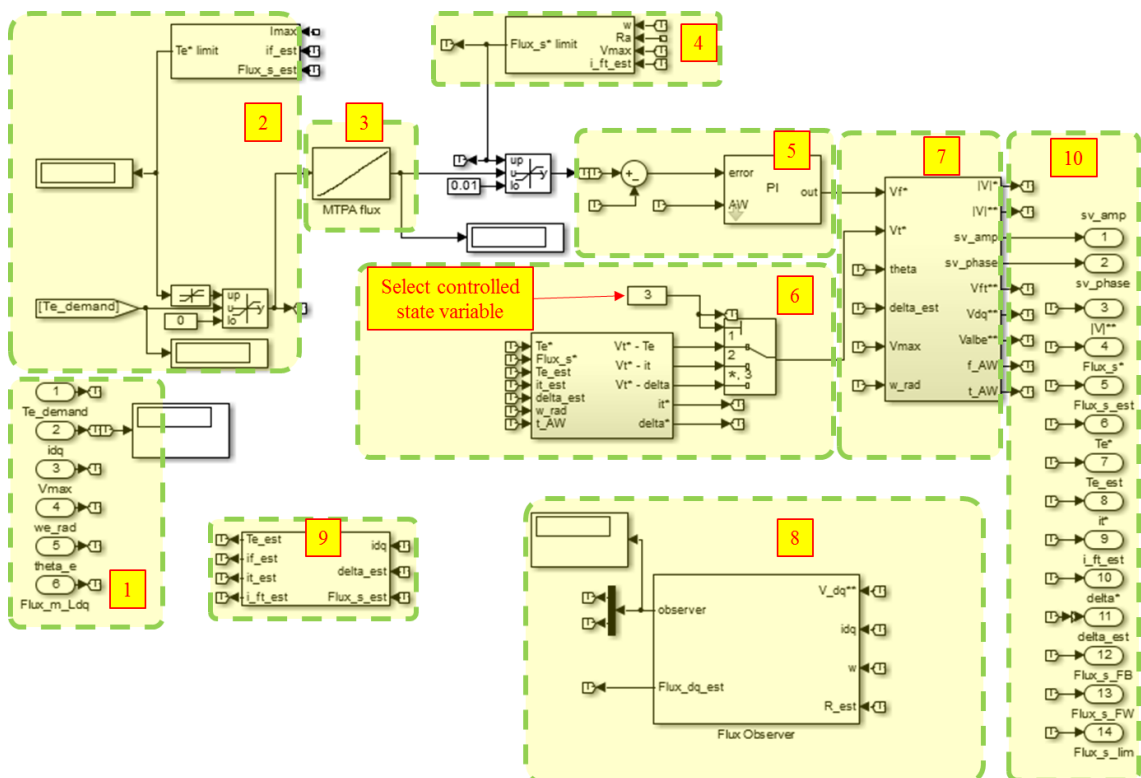 Te* limit
Imax
if_est
Flux_s_est
2
[Te_demand]
0
up
u
lo
y
3
MTPA flux
Flux_s* limit
w
Ra
Vmax
i_ft_est
4
0.01
up
u
lo
y
5
error
AW
PI
out
Select controlled
state variable
3
6
1
2
*, 3
Te*
Flux_s*
Te_est
it_est
delta_est
w_rad
t_AW
Vt* - Te
Vt* - it
Vt* - delta
it*
delta*
7
Vf*
Vt*
theta
delta_est
Vmax
w_rad
|V|*
|V|**
sv_amp
sv_phase
Vft**
Vdq**
Valbe**
f_AW
t_AW
10
sv_amp
1
2
sv_phase
3
|V|**
4
Flux_s*
5
Flux_s_est
6
Te*
7
Te_est
8
it*
9
i_ft_est
10
delta*
11
delta_est
12
Flux_s_FB
13
Flux_s_FW
14
Flux_s_lim
1
Te_demand
2
idq
3
Vmax
4
we_rad
5
theta_e
6
Flux_m_Ldq
1
9
Te_est
if_est
it_est
i_ft_est
idq
delta_est
Flux_s_est
8
observer
Flux_dq_est
V_dq**
idq
w
R_est
Flux Observer